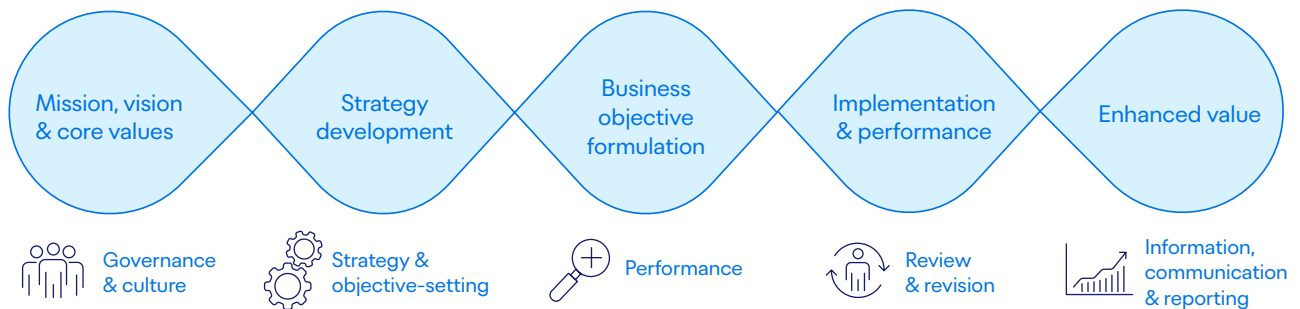 Mission, vision
& core values
Strategy
development
Business
objective
formulation
Implementation
& performance
Enhanced value
Governance
& culture
Strategy &
objective-setting
Performance
Review
& revision
Information,
communication
& reporting